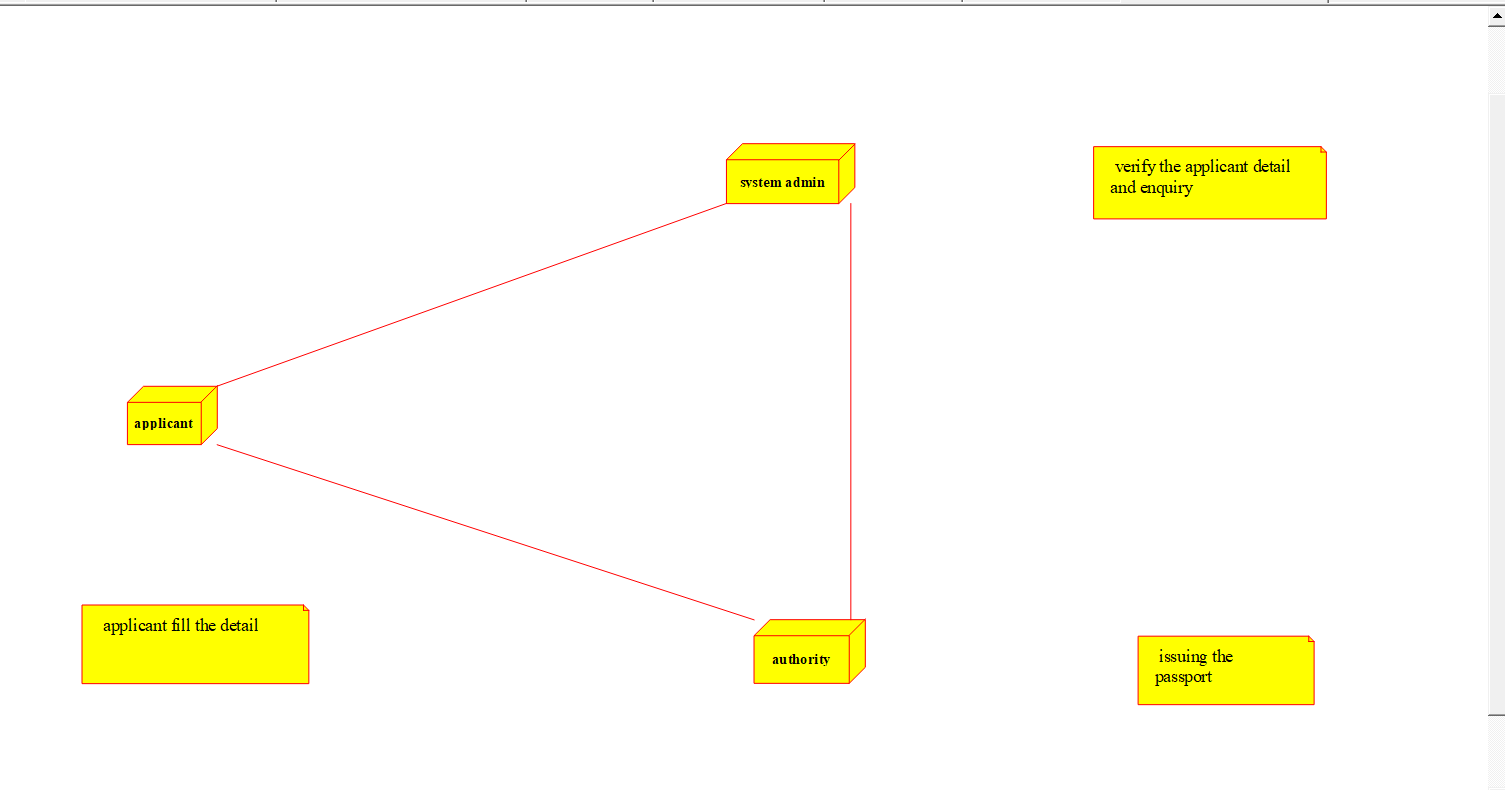 system admin
verify the applicant detail
and enquiry
applicant
applicant fill the detail
authority
issuing the
passport